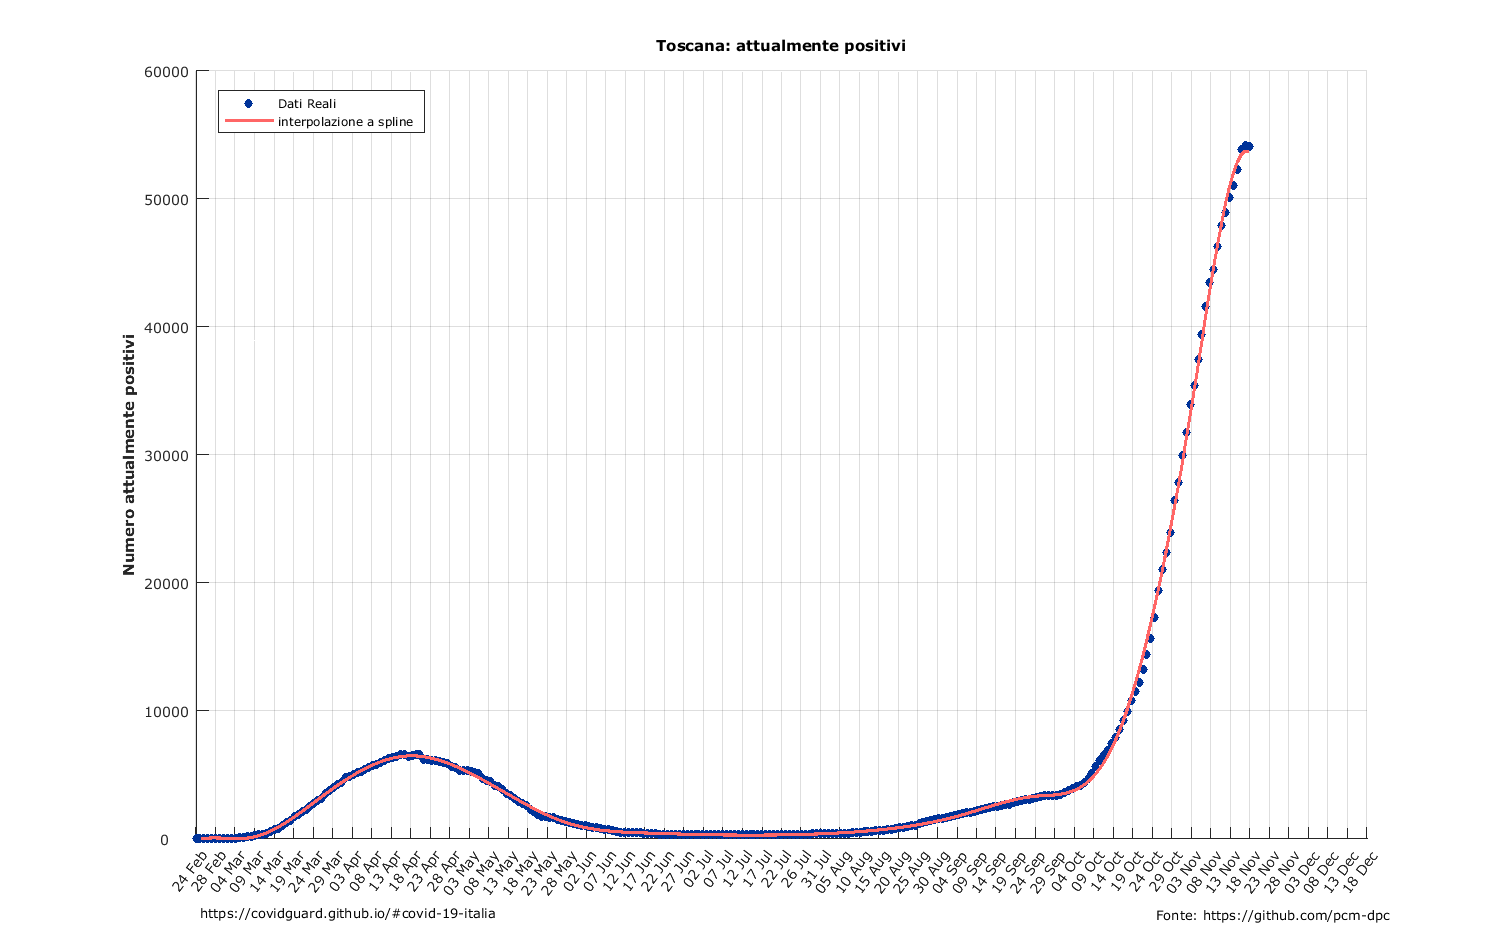 Toscana: attualmente positivi
Dati Reali
interpolazione a spline
Numero attualmente positivi
60000
50000
40000
30000
20000
10000
0
24 Feb
28 Feb
04 Mar
09 Mar
14 Mar
19 Mar
24 Mar
29 Mar
03 Apr
08 Apr
13 Apr
18 Apr
23 Apr
28 Apr
03 May
08 May
13 May
18 May
23 May
28 May
02 Jun
07 Jun
12 Jun
17 Jun
22 Jun
27 Jun
02 Jul
07 Jul
12 Jul
17 Jul
22 Jul
26 Jul
31 Jul
05 Aug
10 Aug
15 Aug
20 Aug
25 Aug
30 Aug
04 Sep
09 Sep
14 Sep
19 Sep
24 Sep
29 Sep
04 Oct
09 Oct
14 Oct
19 Oct
24 Oct
29 Oct
03 Nov
08 Nov
13 Nov
18 Nov
23 Nov
28 Nov
03 Dec
08 Dec
13 Dec
18 Dec
https://covidguard.github.io/#covid-19-italia
Fonte: https://github.com/pcm-dpc